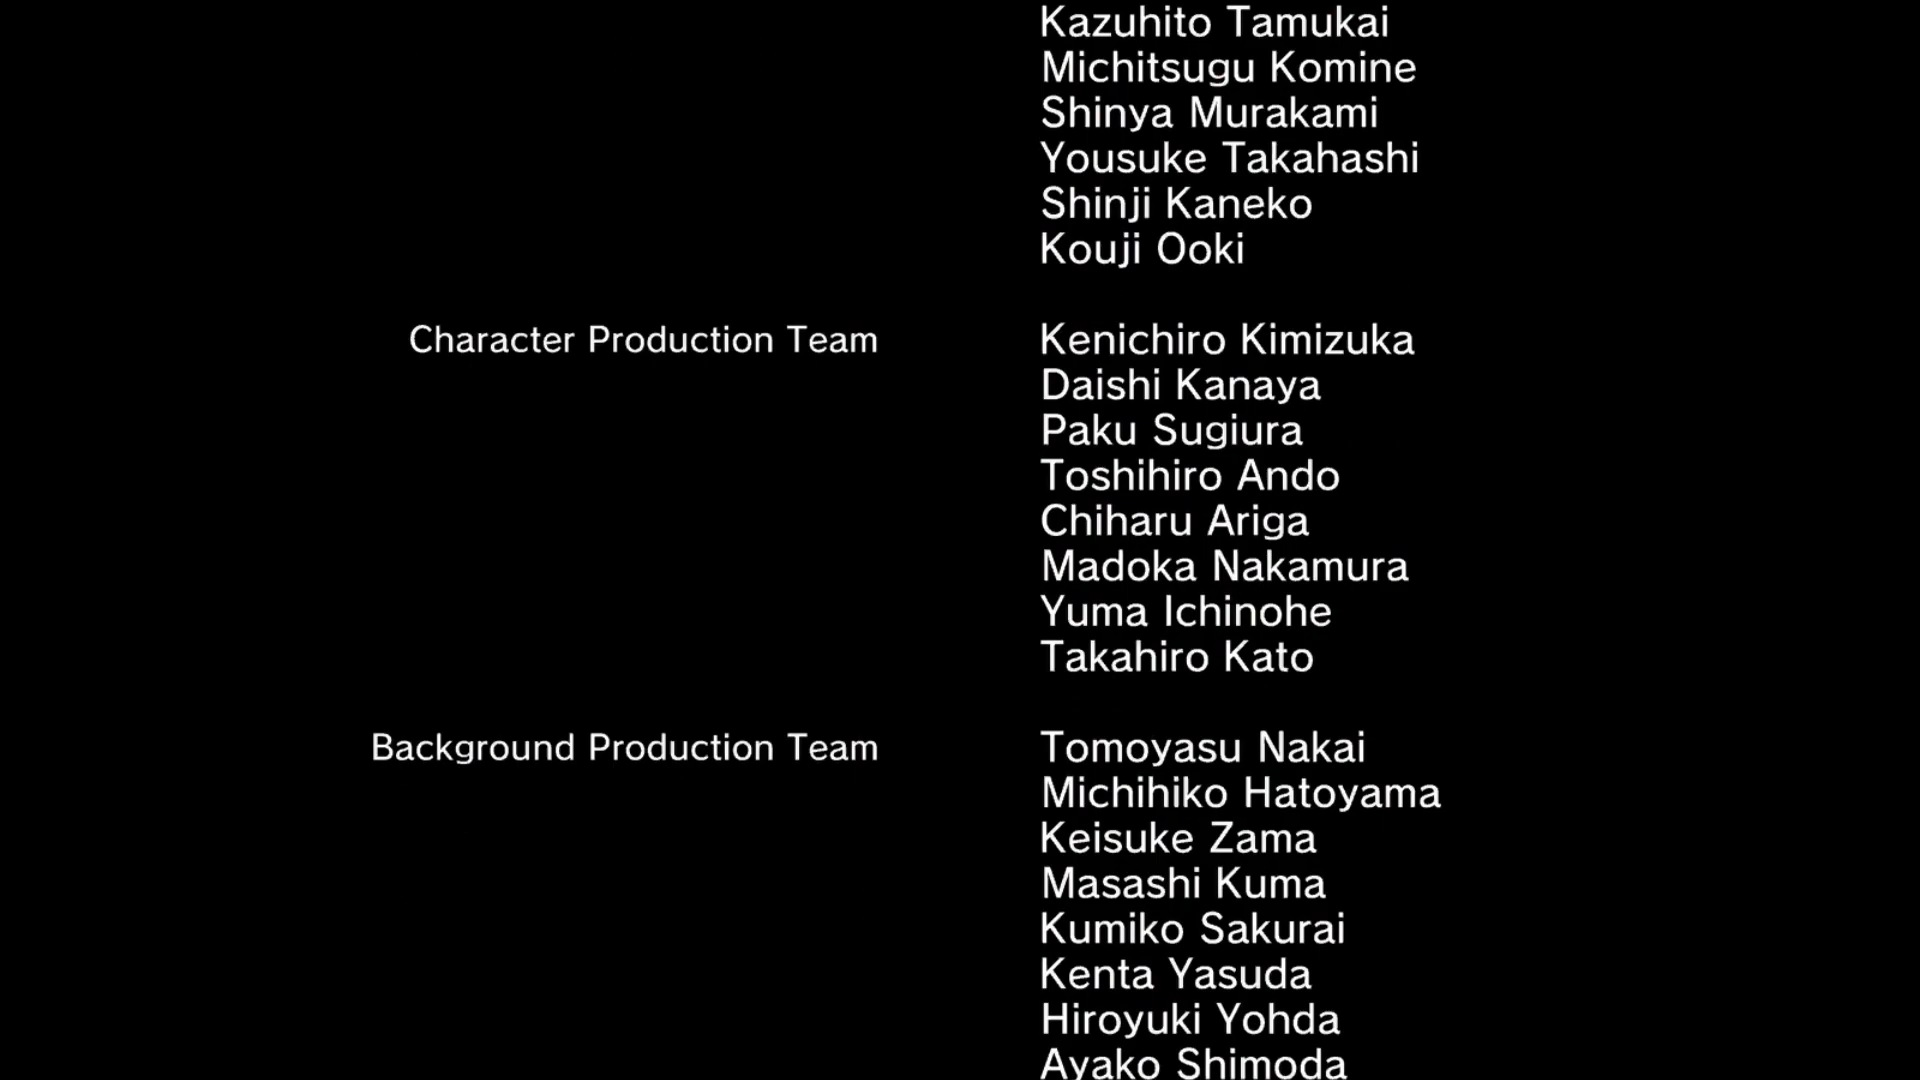 Kazuhito Tamukai
Michitsugu Komine
Shinya Murakami
Yousuke Takahashi
Shinji Kaneko
Kouji Ooki
Character Production Team Kenichiro Kimizuka
Daishi Kanaya
Paku Sugiura
Toshihiro Ando
Chiharu Ariga
Madoka Nakamura
Yuma Ichinohe
Takahiro Kato
Background Production Team Tomoyasu Nakai
Michihiko Hatoyama
Keisuke Zama
Masashi Kuma
Kumiko Sakurai
Kenta Yasuda
Hiroyuki Yohda
Ayako Shimoda